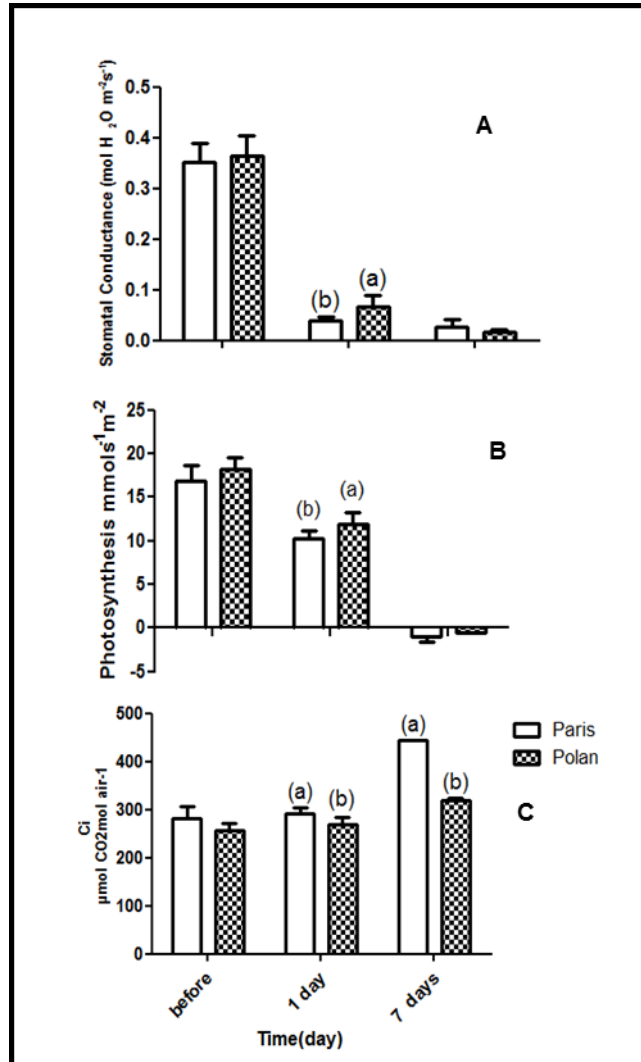 Stomatal Conductance (mol H2O m-2s-1)
0.5
0.4
0.3
0.2
0.1
0.0
A
(b)
(a)
Photosynthesis mmols-1m-2
25
20
15
10
5
0
-5
B
(b)
(a)
Ci
µmol CO2mol air-1
500
400
300
200
100
0
(a)
(b)
(a)
(b)
Paris
Polan
C
before
1 day
7 days
Time(day)